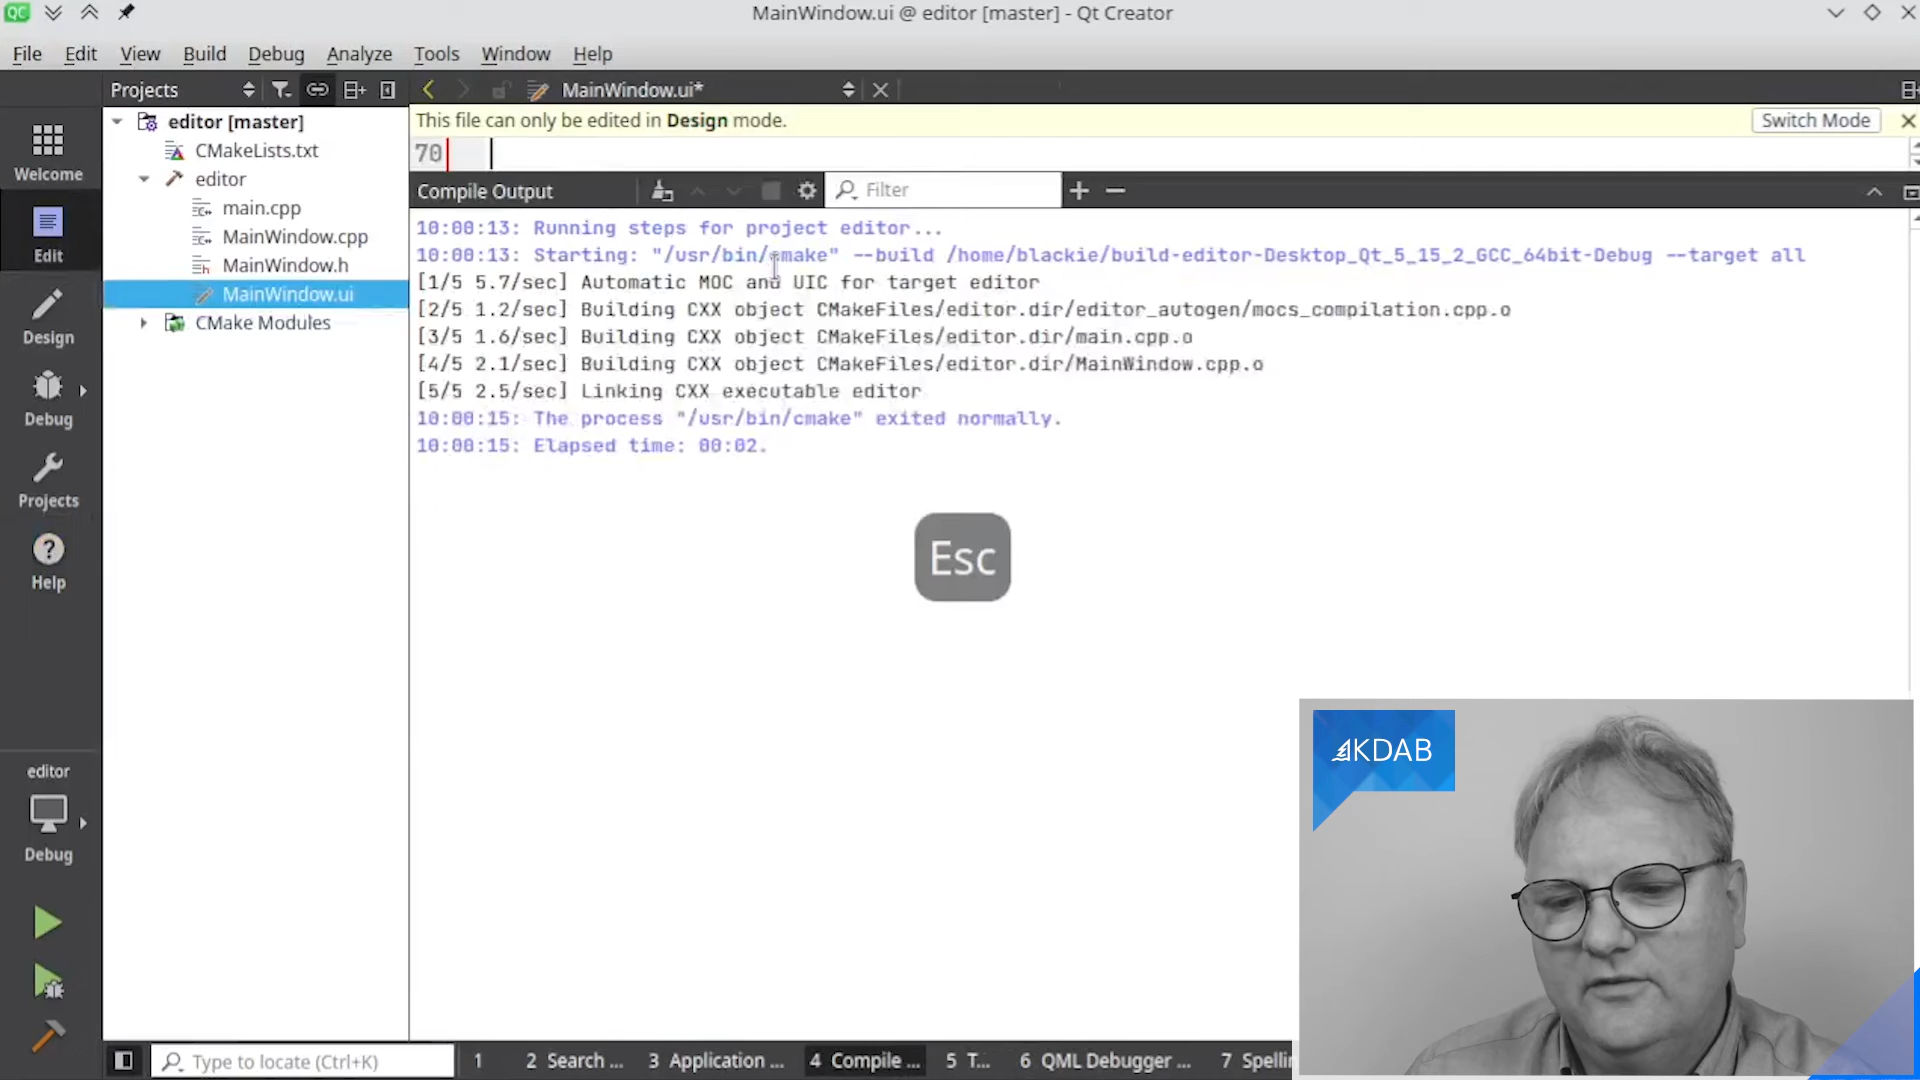 QC
MainWindow.ui @ editor [master] - Qt Creator
File Edit View Build Debug Analyze Tools Window Help
Projects
MainWindow.ui*
editor [master]
CMakeLists.txt
editor
main.cpp
MainWindow.cpp
MainWindow.h
MainWindow.ui
CMake Modules
Welcome
Edit
Design
Debug
Projects
Help
editor
Debug
This file can only be edited in Design mode.
Switch Mode
70
Compile Output
Filter
10:00:13: Running steps for project editor...
10:00:13: Starting: "/usr/bin/cmake" --build /home/blackie/build-editor-Desktop_Qt_5_15_2_GCC_64bit-Debug --target all
[1/5 5.7/sec] Automatic MOC and UIC for target editor
[2/5 1.2/sec] Building CXX object CMakeFiles/editor.dir/editor_autogen/mocs_compilation.cpp.o
[3/5 1.6/sec] Building CXX object CMakeFiles/editor.dir/main.cpp.o
[4/5 2.1/sec] Building CXX object CMakeFiles/editor.dir/MainWindow.cpp.o
[5/5 2.5/sec] Linking CXX executable editor
10:00:15: The process "/usr/bin/cmake" exited normally.
10:00:15: Elapsed time: 00:02.
Esc
KDAB
Type to locate (Ctrl+K)
1 2 Search ... 3 Application ... 4 Compile ... 5 T... 6 QML Debugger ... 7 Spelli